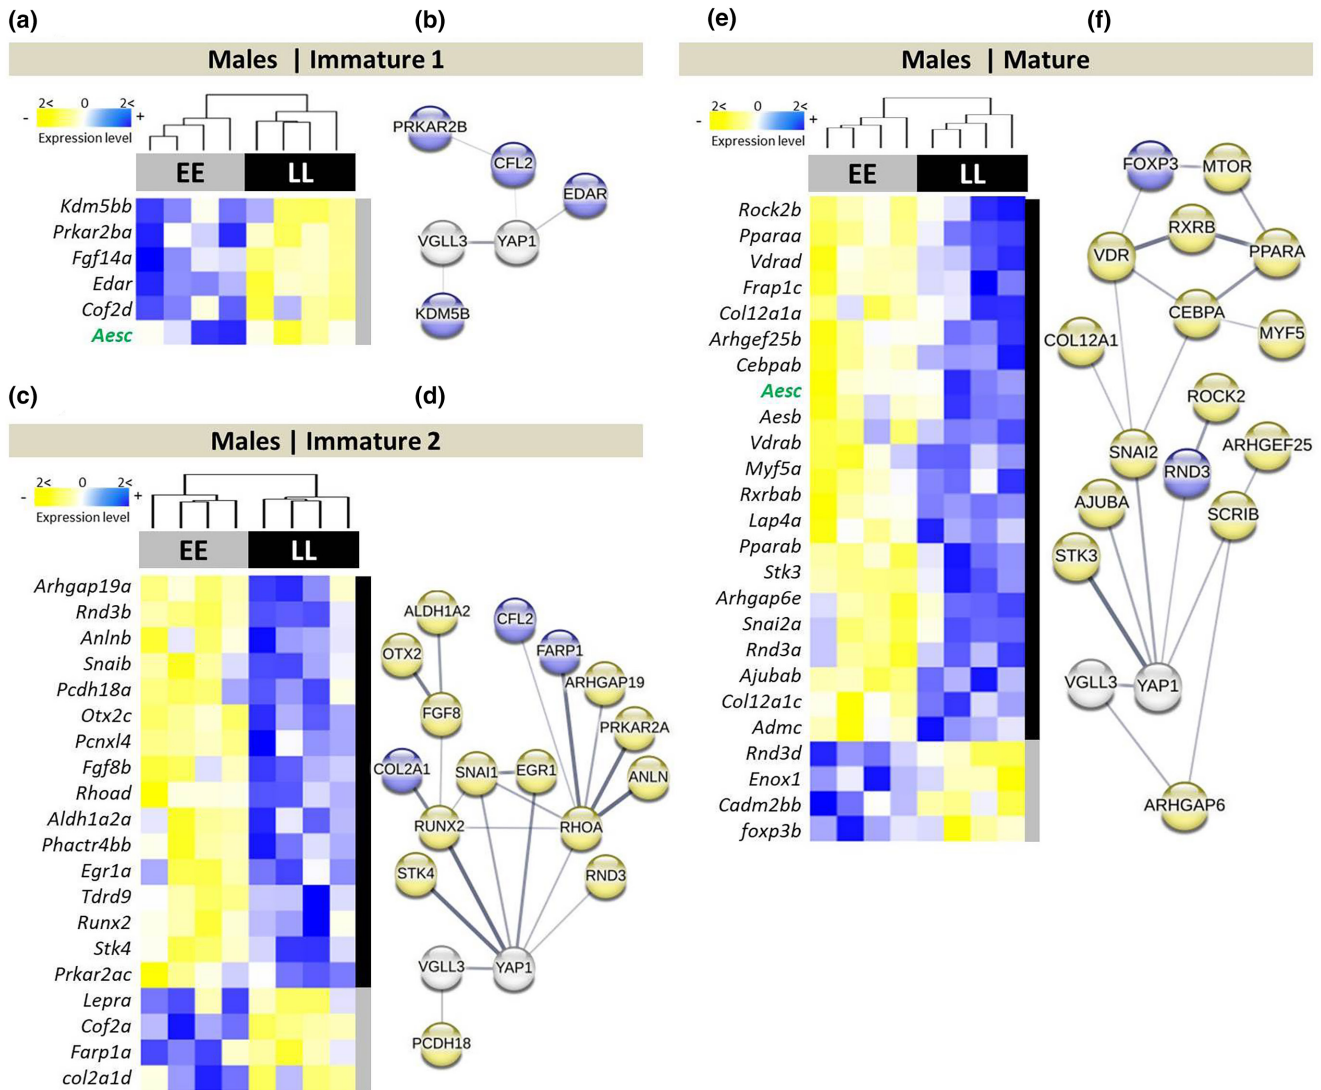 (a)
(b)
Males | Immature 1
2< 0 2<
- +
Expression level
EE LL
Kdm5bb
Prkar2ba
Fgf14a
Edar
Cof2d
Aesc
PRKAR2B
CFL2
EDAR
VGLL3
YAP1
KDM5B
(c)
(d)
Males | Immature 2
2< 0 2<
- +
Expression level
EE LL
Arhgap19a
Rnd3b
Anlnb
Snaib
Pcdh18a
Otx2c
Pcnxl4
Fgf8b
Rhoad
Aldh1a2a
Phactr4bb
Egr1a
Tdrd9
Runx2
Stk4
Prkar2ac
Lepra
Cof2a
Farp1a
col2a1d
ALDH1A2
CFL2
OTX2
FARP1
ARHGAP19
FGF8
PRKAR2A
COL2A1
SNAI1
EGR1
ANLN
RUNX2
RHOA
STK4
RND3
VGLL3
YAP1
PCDH18
(e)
(f)
Males | Mature
2< 0 2<
- +
Expression level
EE LL
Rock2b
Pparaa
Vdrad
Frap1c
Col12a1a
Arhgef25b
Cebpab
Aesc
Aesb
Vdrab
Myf5a
Rxrbab
Lap4a
Pparab
Stk3
Arhgap6e
Snai2a
Rnd3a
Ajubab
Col12a1c
Admc
Rnd3d
Enox1
Cadm2bb
foxp3b
FOXP3
MTOR
RXRB
VDR
PPARA
CEBPA
MYF5
COL12A1
ROCK2
SNAI2
RND3
ARHGEF25
AJUBA
SCRIB
STK3
VGLL3
YAP1
ARHGAP6